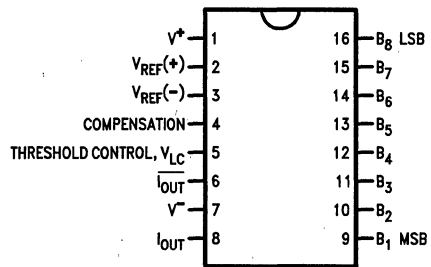 V+ 1 16 B8 LSB
VREF(+) 2 15 B7
VREF(-) 3 14 B6
COMPENSATION 4 13 B5
THRESHOLD CONTROL, VLC 5 12 B4
IOUT 6 11 B3
V- 7 10 B2
IOUT 8 9 B1 MSB